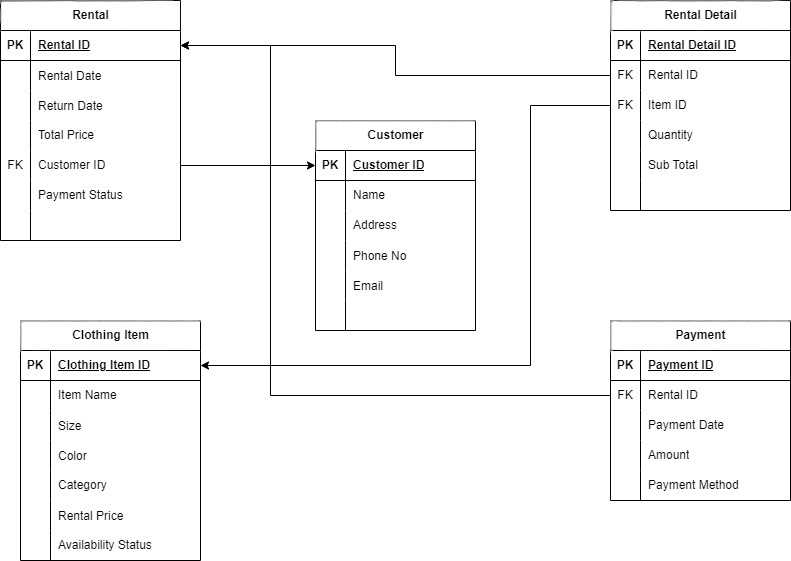 Rental
PK Rental ID
Rental Date
Return Date
Total Price
FK Customer ID
Payment Status
Rental Detail
PK Rental Detail ID
FK Rental ID
FK Item ID
Quantity
Sub Total
Customer
PK Customer ID
Name
Address
Phone No
Email
Clothing Item
PK Clothing Item ID
Item Name
Size
Color
Category
Rental Price
Availability Status
Payment
PK Payment ID
FK Rental ID
Payment Date
Amount
Payment Method